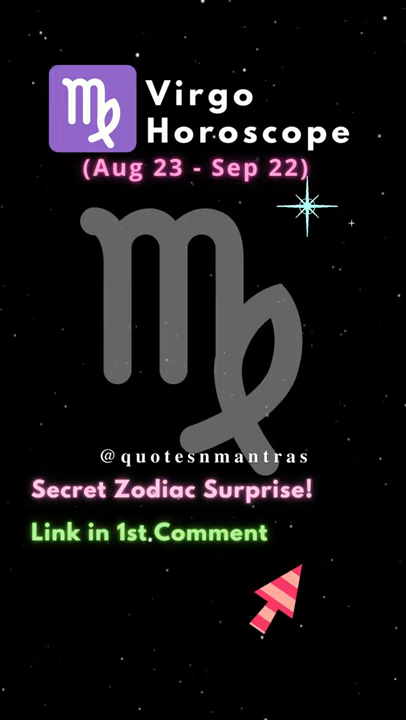 Virgo
Horoscope
(Aug 23 - Sep 22)
@quotesnmantras
Secret Zodiac Surprise!
Link in 1st Comment